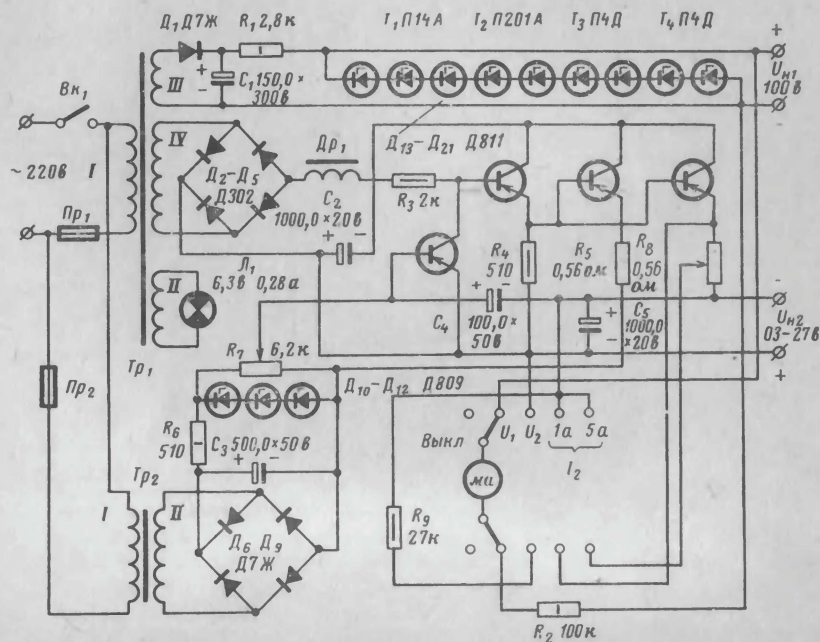 Д₁ Д7Ж R₁ 2,8к Т₁ П14А Т₂ П201А Т₃ П4Д Т₄ П4Д
+
Вк₁
III
+
-
С₁ 150,0×
300в
Uн1
100в
-
~220в
I
IV
Д₂-Д₅
Д302
Др₁
Д₁₃-Д₂₁ Д811
С₂
1000,0×20в
+ -
R₃ 2к
Пр₁
II
Л₁
6,3в 0,28а
R₄
510
R₅
0,56ом
R₈
0,56
ом
-
+ -
С₄
100,0×
50в
+
-
С₅
1000,0
×20в
Uн2
03-27в
+
Тр₁
R₇ 6,2к
Пр₂
Д₁₀-Д₁₂ Д809
R₆
510
С₃ 500,0×50в
+ -
Выкл
U₁ U₂ 1а 5а
I₂
ма
Тр₂
I II
Д₆ Д₉
Д7Ж
R₉
27к
R₂ 100к